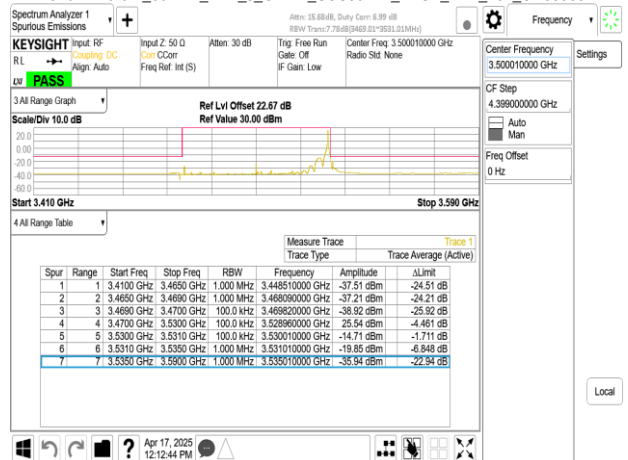 Spectrum Analyzer 1
Spurious Emissions
Attn: 15.68dB, Duty Corr: 6.99 dB
RBW Trans:7.78dB(3469.01~3531.01MHz)
Frequency
KEYSIGHT Input: RF Input Z: 50 Ω Atten: 30 dB Trig: Free Run Center Freq: 3.500010000 GHz
RL Coupling: DC Corr CCorr Gate: Off Radio Std: None
Align: Auto Freq Ref: Int (S) IF Gain: Low
LXI PASS
Center Frequency
3.500010000 GHz
Settings
CF Step
4.399000000 GHz
Auto
Man
Freq Offset
0 Hz
3 All Range Graph
Ref Lvl Offset 22.67 dB
Scale/Div 10.0 dB Ref Value 30.00 dBm
20.0
0.00
-20.0
-40.0
-60.0
Start 3.410 GHz Stop 3.590 GHz
4 All Range Table
Measure Trace Trace 1
Trace Type Trace Average (Active)
Spur Range Start Freq Stop Freq RBW Frequency Amplitude ΔLimit
1 1 3.4100 GHz 3.4650 GHz 1.000 MHz 3.448510000 GHz -37.51 dBm -24.51 dB
2 2 3.4650 GHz 3.4690 GHz 1.000 MHz 3.468090000 GHz -37.21 dBm -24.21 dB
3 3 3.4690 GHz 3.4700 GHz 100.0 kHz 3.469820000 GHz -38.92 dBm -25.92 dB
4 4 3.4700 GHz 3.5300 GHz 100.0 kHz 3.528960000 GHz 25.54 dBm -4.461 dB
5 5 3.5300 GHz 3.5310 GHz 100.0 kHz 3.530010000 GHz -14.71 dBm -1.711 dB
6 6 3.5310 GHz 3.5350 GHz 1.000 MHz 3.531010000 GHz -19.85 dBm -6.848 dB
7 7 3.5350 GHz 3.5900 GHz 1.000 MHz 3.535010000 GHz -35.94 dBm -22.94 dB
Local
Apr 17, 2025
12:12:44 PM